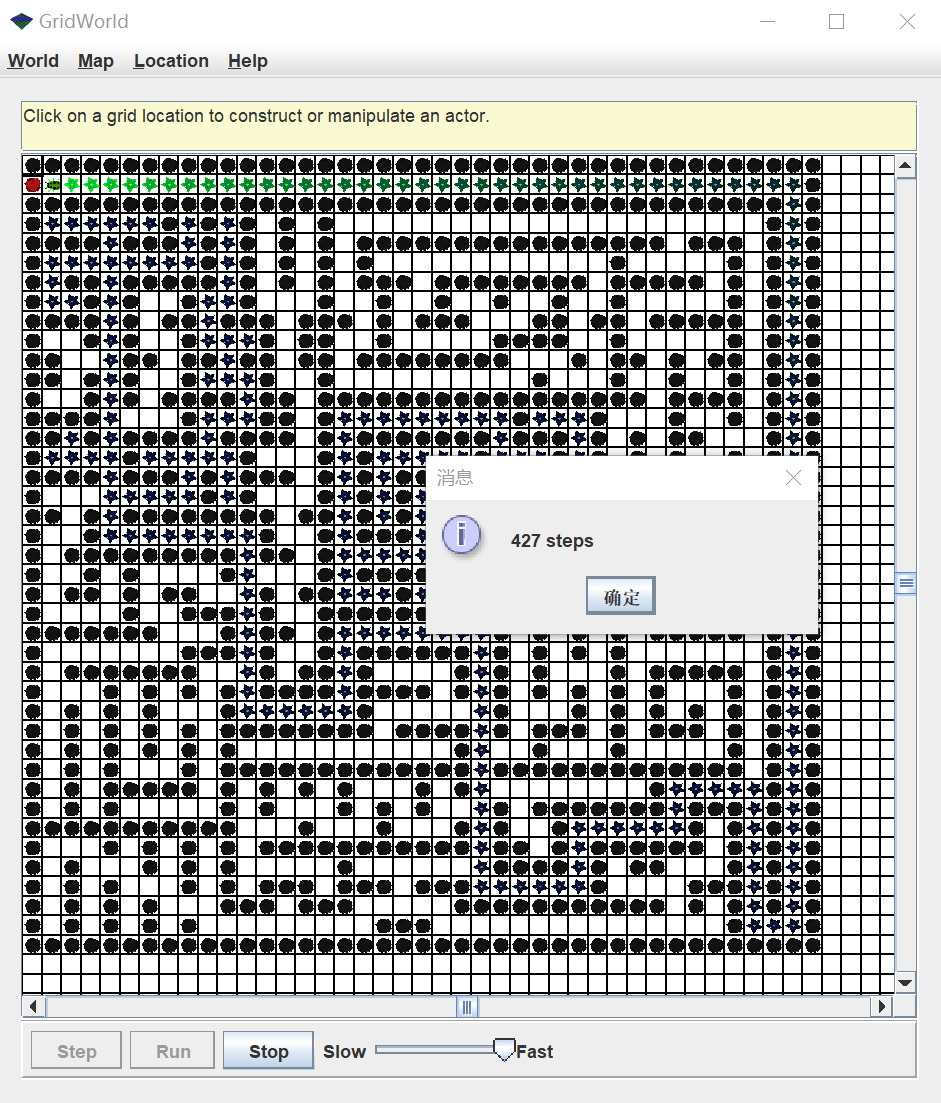 GridWorld
World Map Location Help
Click on a grid location to construct or manipulate an actor.
消息
427 steps
确定
Step Run Stop Slow Fast